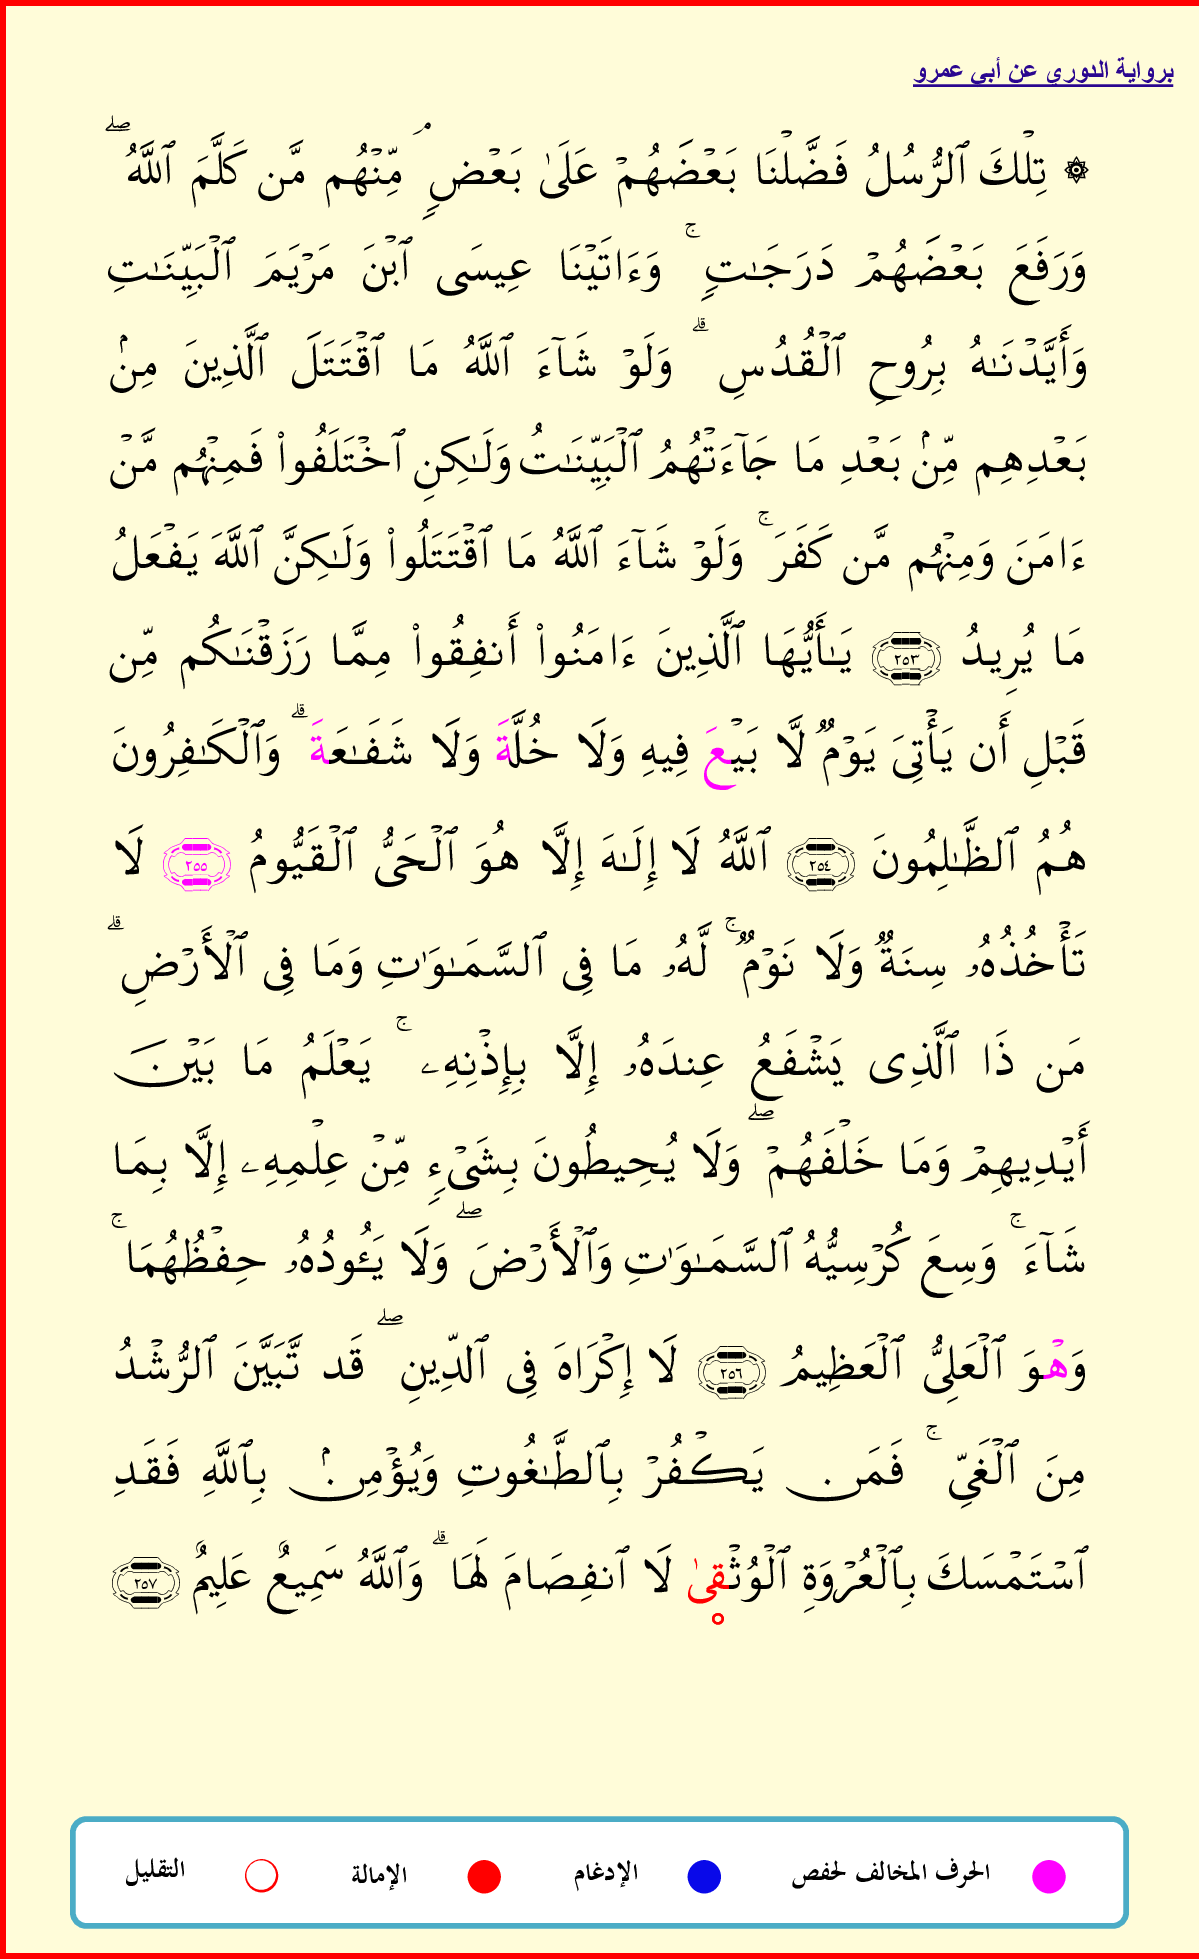 برواية الدوري عن أبي عمرو
۞ تِلۡكَ ٱلرُّسُلُ فَضَّلۡنَا بَعۡضَهُمۡ عَلَىٰ بَعۡضٖۘ مِّنۡهُم مَّن كَلَّمَ ٱللَّهُۖ
وَرَفَعَ بَعۡضَهُمۡ دَرَجَٰتٖۚ وَءَاتَيۡنَا عِيسَى ٱبۡنَ مَرۡيَمَ ٱلۡبَيِّنَٰتِ
وَأَيَّدۡنَٰهُ بِرُوحِ ٱلۡقُدُسِۗ وَلَوۡ شَآءَ ٱللَّهُ مَا ٱقۡتَتَلَ ٱلَّذِينَ مِنۢ
بَعۡدِهِم مِّنۢ بَعۡدِ مَا جَآءَتۡهُمُ ٱلۡبَيِّنَٰتُ وَلَٰكِنِ ٱخۡتَلَفُواْ فَمِنۡهُم مَّنۡ
ءَامَنَ وَمِنۡهُم مَّن كَفَرَۚ وَلَوۡ شَآءَ ٱللَّهُ مَا ٱقۡتَتَلُواْ وَلَٰكِنَّ ٱللَّهَ يَفۡعَلُ
مَا يُرِيدُ ٢٥٣ يَٰٓأَيُّهَا ٱلَّذِينَ ءَامَنُواْ أَنفِقُواْ مِمَّا رَزَقۡنَٰكُم مِّن
قَبۡلِ أَن يَأۡتِيَ يَوۡمٞ لَّا بَيۡعَ فِيهِ وَلَا خُلَّةَ وَلَا شَفَٰعَةَۗ وَٱلۡكَٰفِرُونَ
هُمُ ٱلظَّٰلِمُونَ ٢٥٤ ٱللَّهُ لَا إِلَٰهَ إِلَّا هُوَ ٱلۡحَيُّ ٱلۡقَيُّومُ ٢٥٥ لَا
تَأۡخُذُهُۥ سِنَةٞ وَلَا نَوۡمٞۚ لَّهُۥ مَا فِي ٱلسَّمَٰوَٰتِ وَمَا فِي ٱلۡأَرۡضِۗ
مَن ذَا ٱلَّذِي يَشۡفَعُ عِندَهُۥ إِلَّا بِإِذۡنِهِۦۚ يَعۡلَمُ مَا بَيۡنَ
أَيۡدِيهِمۡ وَمَا خَلۡفَهُمۡۖ وَلَا يُحِيطُونَ بِشَيۡءٖ مِّنۡ عِلۡمِهِۦ إِلَّا بِمَا
شَآءَۚ وَسِعَ كُرۡسِيُّهُ ٱلسَّمَٰوَٰتِ وَٱلۡأَرۡضَۖ وَلَا يَـُٔودُهُۥ حِفۡظُهُمَاۚ
وَهۡوَ ٱلۡعَلِيُّ ٱلۡعَظِيمُ ٢٥٦ لَا إِكۡرَاهَ فِي ٱلدِّينِۖ قَد تَّبَيَّنَ ٱلرُّشۡدُ
مِنَ ٱلۡغَيِّۚ فَمَن يَكۡفُرۡ بِٱلطَّٰغُوتِ وَيُؤۡمِنۢ بِٱللَّهِ فَقَدِ
ٱسۡتَمۡسَكَ بِٱلۡعُرۡوَةِ ٱلۡوُثۡقىٰ لَا ٱنفِصَامَ لَهَاۗ وَٱللَّهُ سَمِيعٌ عَلِيمٌ ٢٥٧
الحرف المخالف لحفص الإدغام الإمالة التقليل